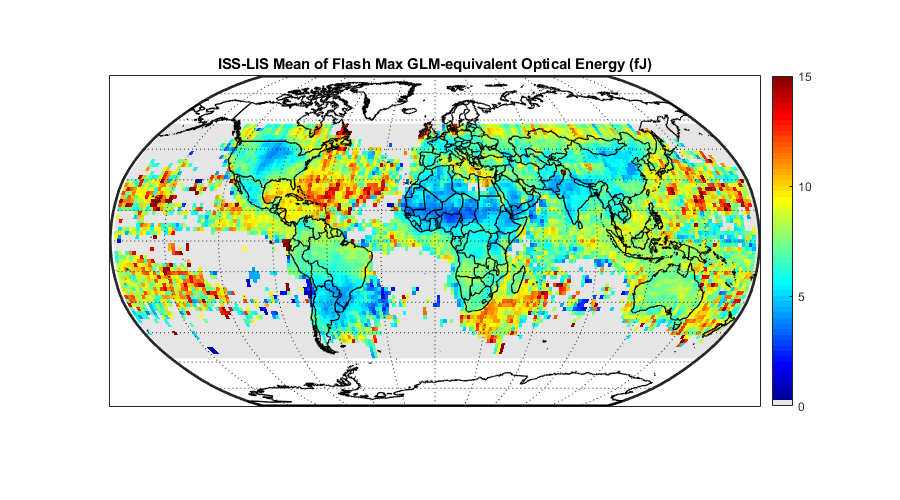 ISS-LIS Mean of Flash Max GLM-equivalent Optical Energy (fJ)
15
10
5
0